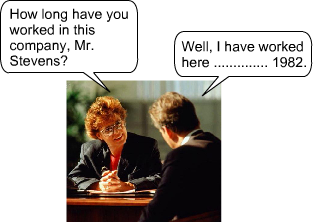 How long have you
worked in this
company, Mr.
Stevens?
Well, I have worked
here .............. 1982.